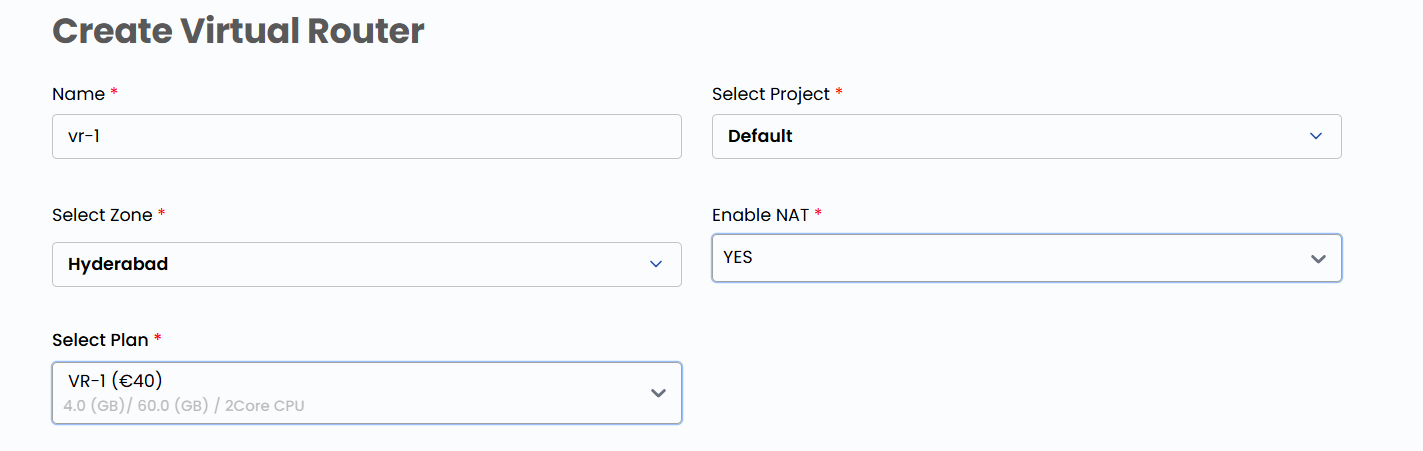 Create Virtual Router
Name *
Select Project *
vr-1
Default
Select Zone *
Enable NAT *
Hyderabad
YES
Select Plan *
VR-1 (€40)
4.0 (GB)/ 60.0 (GB) / 2Core CPU